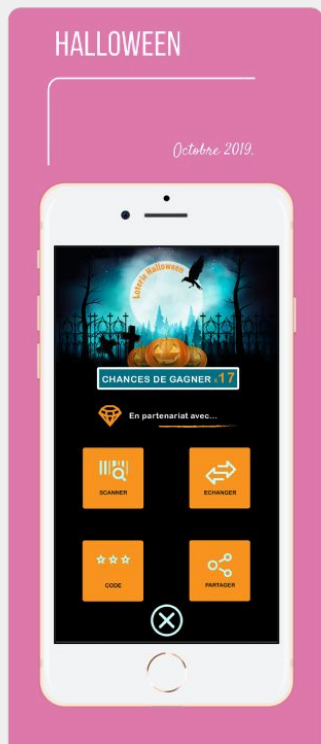 HALLOWEEN
Octobre 2019.
Loterie Halloween
CHANCES DE GAGNER x17
En partenariat avec...
SCANNER
ECHANGER
CODE
PARTAGER